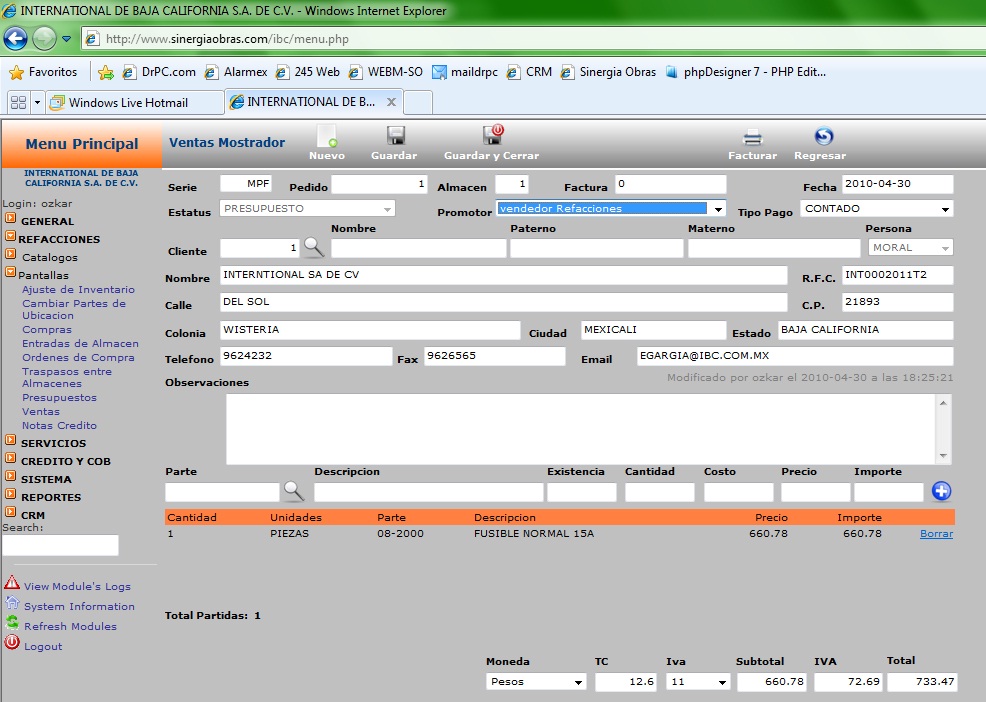 INTERNATIONAL DE BAJA CALIFORNIA S.A. DE C.V. - Windows Internet Explorer
http://www.sinergiaobras.com/ibc/menu.php
Favoritos DrPC.com Alarmex 245 Web WEBM-SO maildrpc CRM Sinergia Obras phpDesigner 7 - PHP Edit...
Windows Live Hotmail INTERNATIONAL DE B... X
Menu Principal
Ventas Mostrador
Nuevo Guardar Guardar y Cerrar Facturar Regresar
INTERNATIONAL DE BAJA
CALIFORNIA S.A. DE C.V.
Login: ozkar
GENERAL
REFACCIONES
Catalogos
Pantallas
Ajuste de Inventario
Cambiar Partes de
Ubicacion
Compras
Entradas de Almacen
Ordenes de Compra
Traspasos entre
Almacenes
Presupuestos
Ventas
Notas Credito
SERVICIOS
CREDITO Y COB
SISTEMA
REPORTES
CRM
Search:
View Module's Logs
System Information
Refresh Modules
Logout
Serie MPF Pedido 1 Almacen 1 Factura 0 Fecha 2010-04-30
Estatus PRESUPUESTO Promotor vendedor Refacciones Tipo Pago CONTADO
Nombre Paterno Materno Persona
Cliente 1 MORAL
Nombre INTERNTIONAL SA DE CV R.F.C. INT0002011T2
Calle DEL SOL C.P. 21893
Colonia WISTERIA Ciudad MEXICALI Estado BAJA CALIFORNIA
Telefono 9624232 Fax 9626565 Email EGARGIA@IBC.COM.MX
Observaciones Modificado por ozkar el 2010-04-30 a las 18:25:21
Parte Descripcion Existencia Cantidad Costo Precio Importe
Cantidad Unidades Parte Descripcion Precio Importe
1 PIEZAS 08-2000 FUSIBLE NORMAL 15A 660.78 660.78 Borrar
Total Partidas: 1
Moneda TC Iva Subtotal IVA Total
Pesos 12.6 11 660.78 72.69 733.47